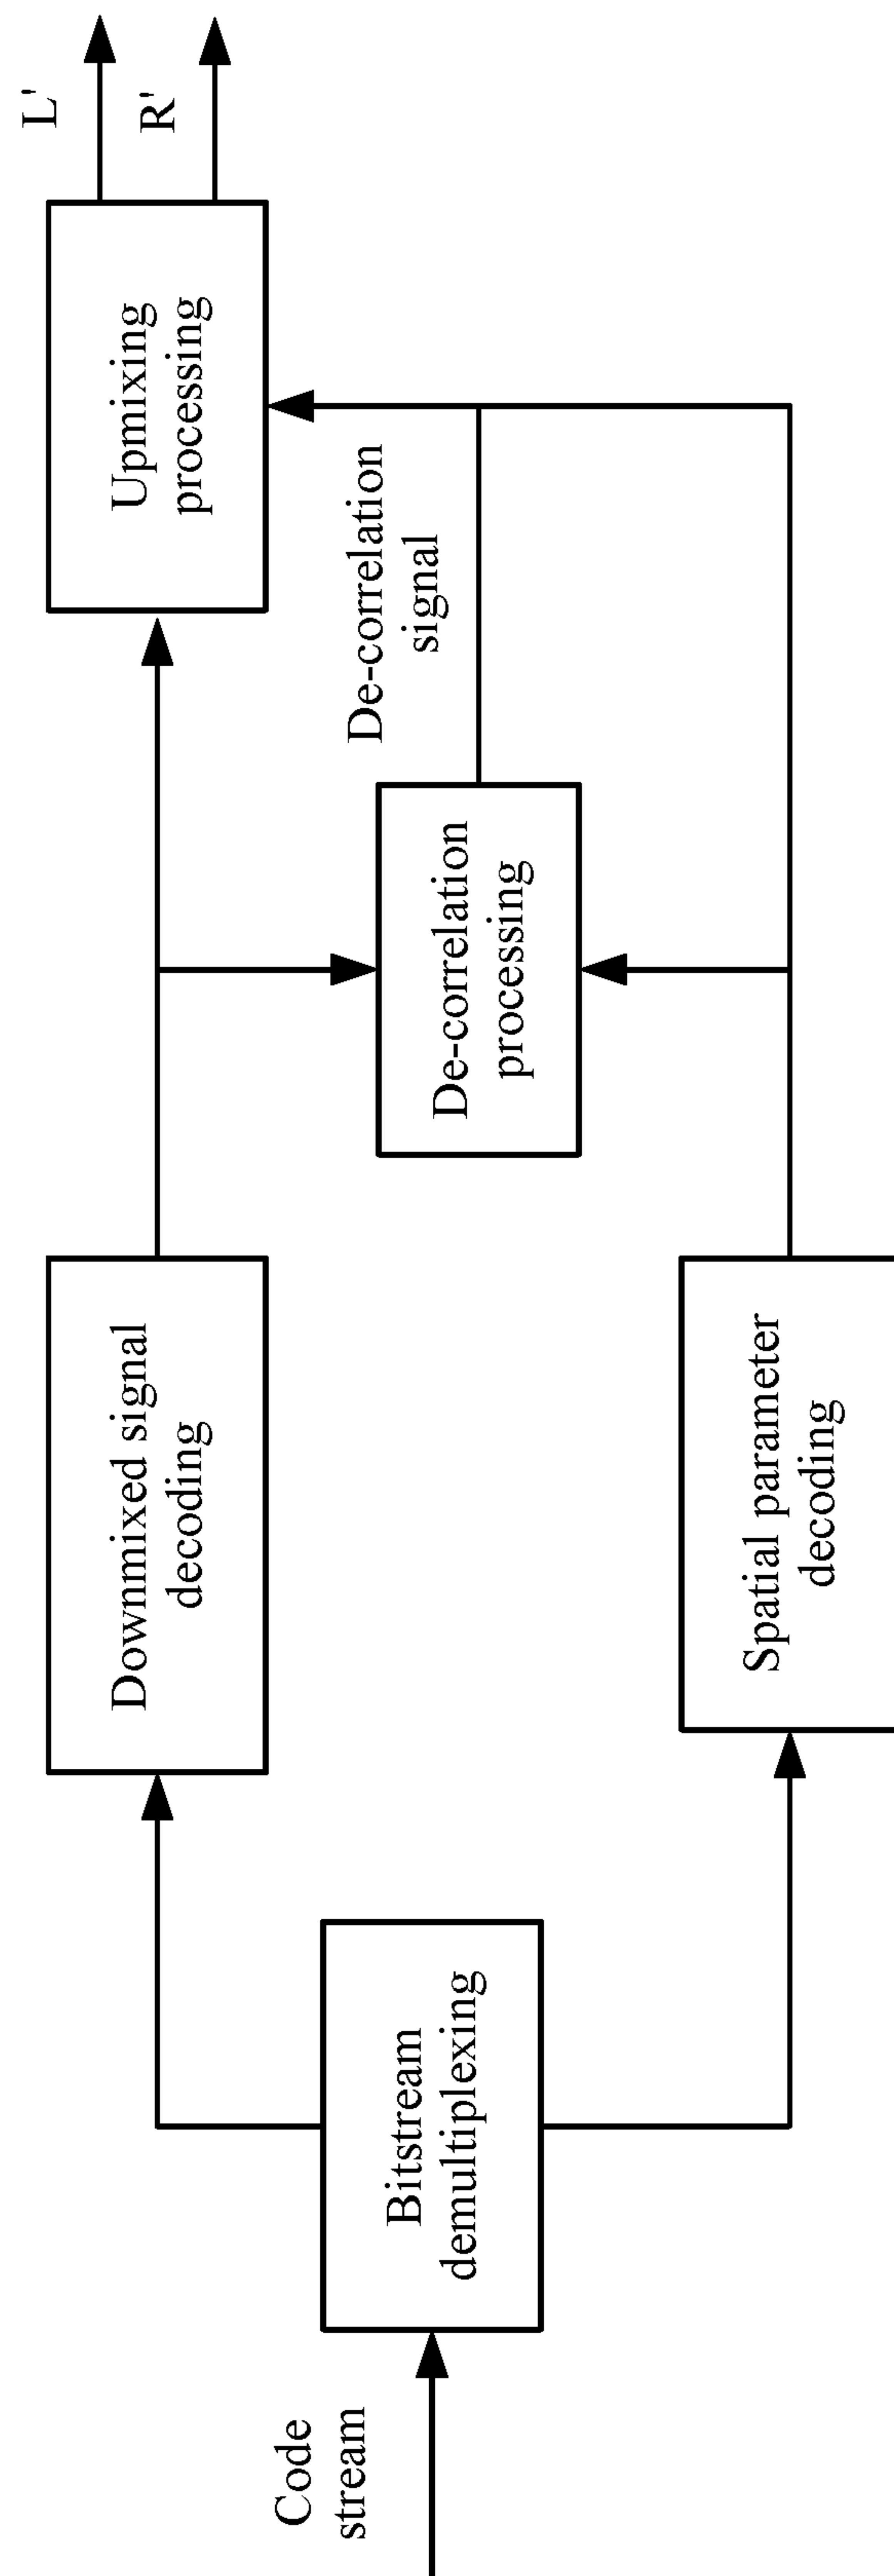 Code
stream
Bitstream
demultiplexing
Downmixed signal
decoding
Spatial parameter
decoding
De-correlation
processing
De-correlation
signal
Upmixing
processing
L'
R'